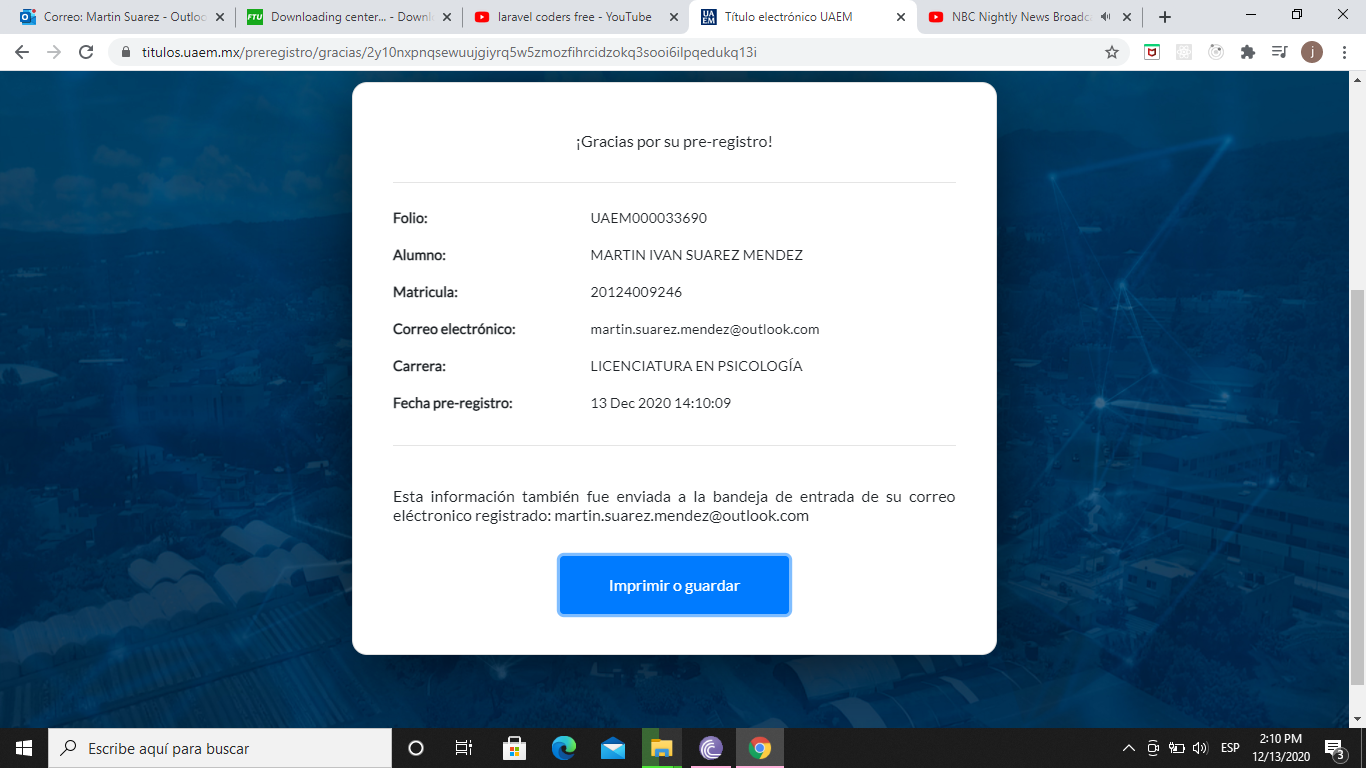 Correo: Martin Suarez - Outloo
Downloading center... - Downl
laravel coders free - YouTube
UA EM
Título electrónico UAEM
NBC Nightly News Broadca
titulos.uaem.mx/preregistro/gracias/2y10nxpnqsewuujgiyrq5w5zmozfihrcidzokq3sooi6ilpqedukq13i
j
¡Gracias por su pre-registro!
Folio: UAEM000033690
Alumno: MARTIN IVAN SUAREZ MENDEZ
Matricula: 20124009246
Correo electrónico: martin.suarez.mendez@outlook.com
Carrera: LICENCIATURA EN PSICOLOGÍA
Fecha pre-registro: 13 Dec 2020 14:10:09
Esta información también fue enviada a la bandeja de entrada de su correo
eléctronico registrado: martin.suarez.mendez@outlook.com
Imprimir o guardar
Escribe aquí para buscar
ESP
2:10 PM
12/13/2020
3